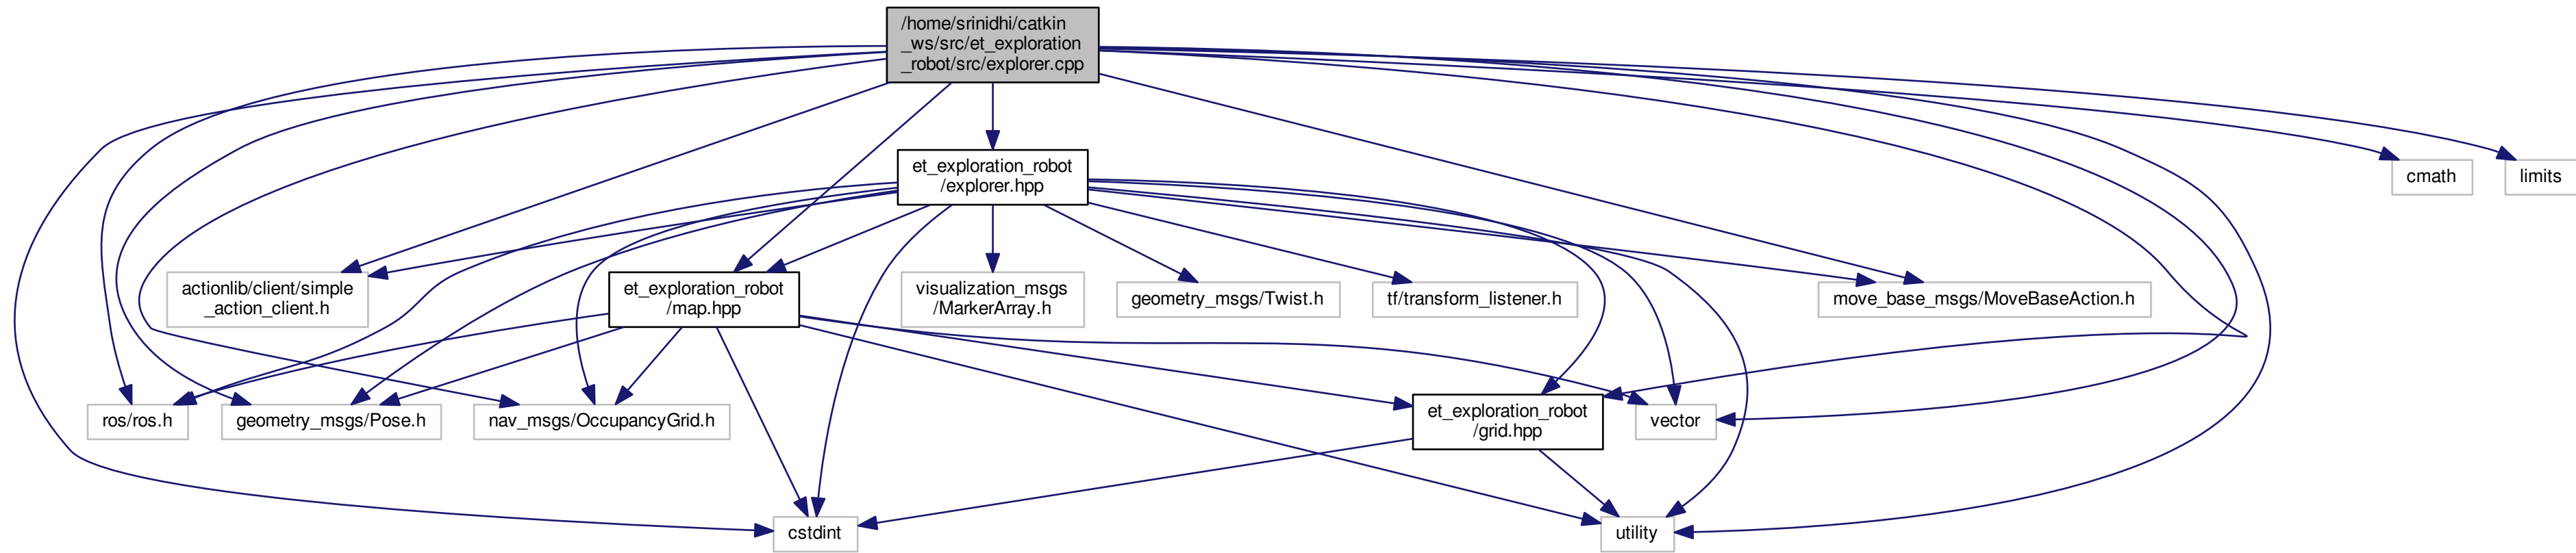 /home/srinidhi/catkin
_ws/src/et_exploration
_robot/src/explorer.cpp
et_exploration_robot
/explorer.hpp
cmath
limits
actionlib/client/simple
_action_client.h
et_exploration_robot
/map.hpp
visualization_msgs
/MarkerArray.h
geometry_msgs/Twist.h
tf/transform_listener.h
move_base_msgs/MoveBaseAction.h
ros/ros.h
geometry_msgs/Pose.h
nav_msgs/OccupancyGrid.h
et_exploration_robot
/grid.hpp
vector
cstdint
utility